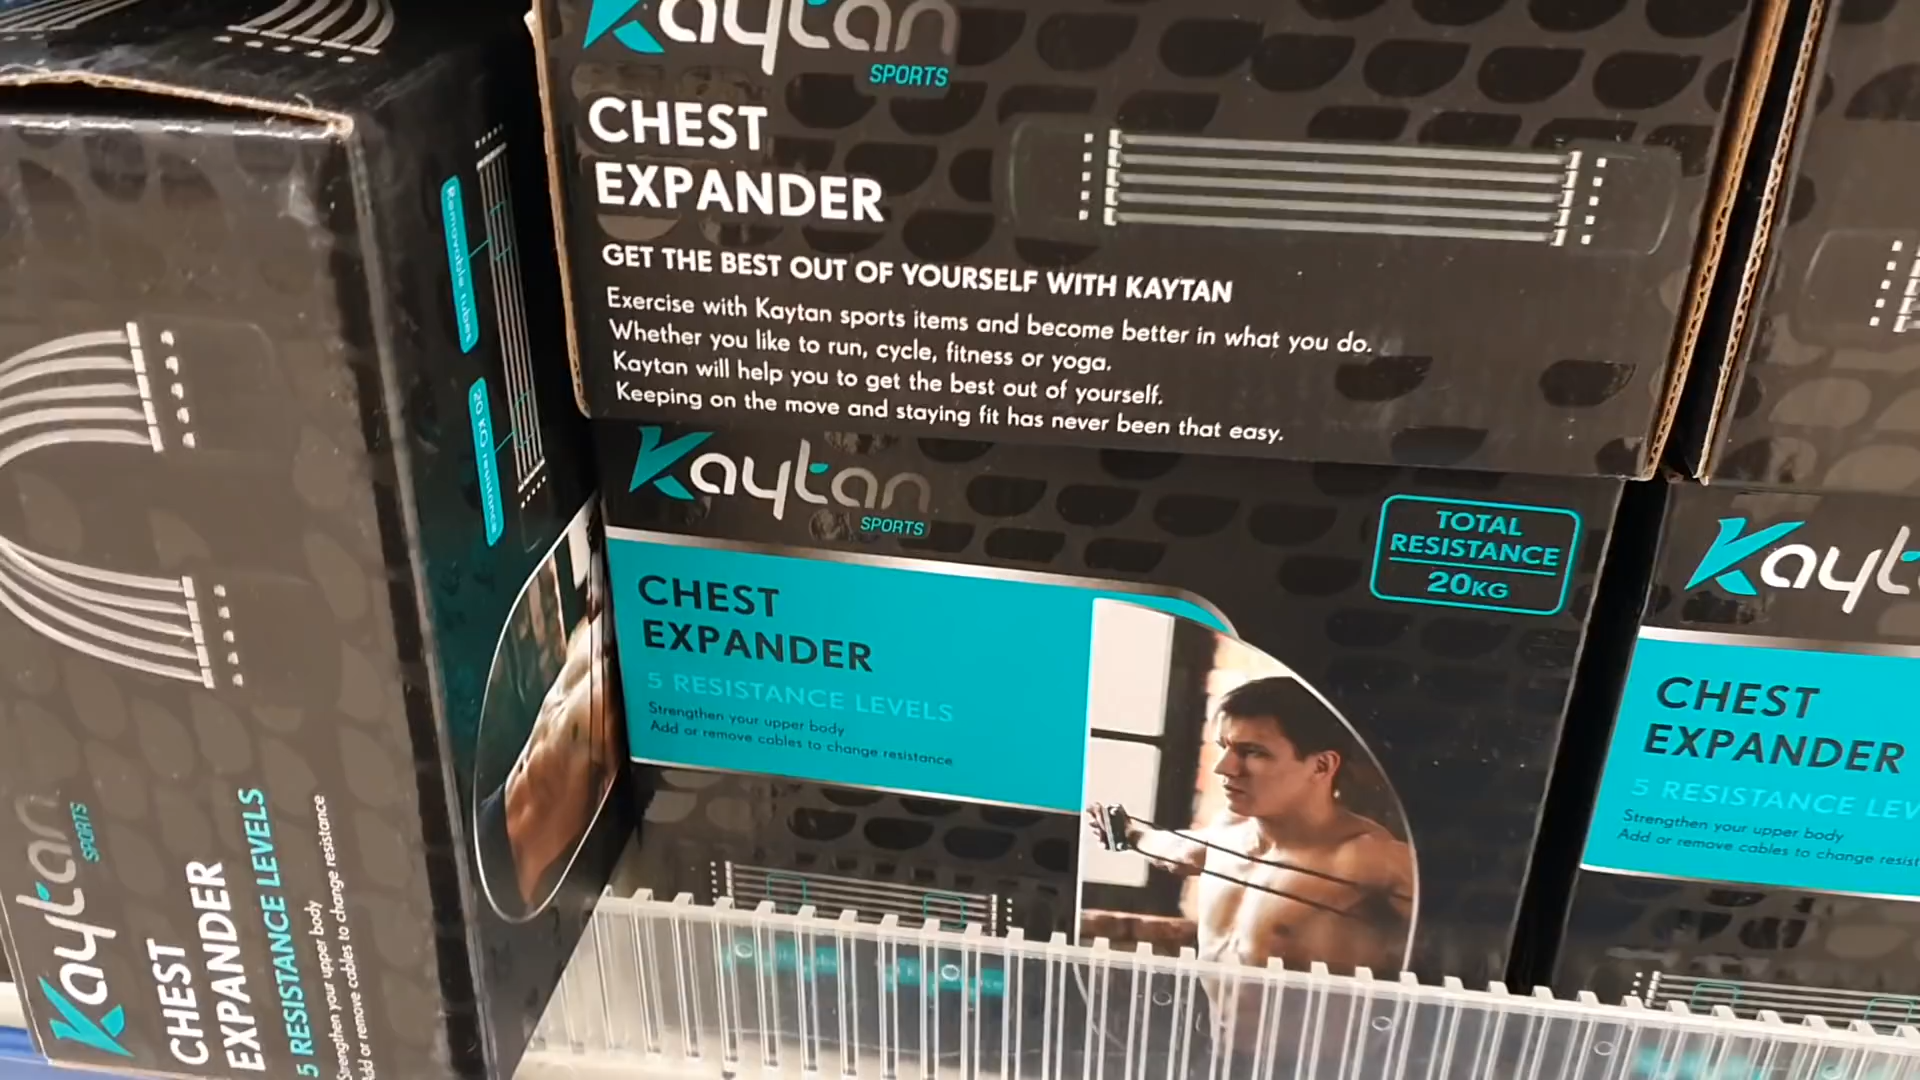 Kaytan
SPORTS
CHEST
EXPANDER
GET THE BEST OUT OF YOURSELF WITH KAYTAN
Exercise with Kaytan sports items and become better in what you do.
Whether you like to run, cycle, fitness or yoga.
Kaytan will help you to get the best out of yourself.
Keeping on the move and staying fit has never been that easy.
Kaytan
SPORTS
TOTAL
RESISTANCE
20KG
CHEST
EXPANDER
5 RESISTANCE LEVELS
Strengthen your upper body
Add or remove cables to change resistance
Removable tubes
20 KG resistance
Kaytan
SPORTS
CHEST
EXPANDER
5 RESISTANCE LEVELS
Strengthen your upper body
Add or remove cables to change resistance
Kayt
CHEST
EXPANDER
5 RESISTANCE LEV
Strengthen your upper body
Add or remove cables to change resist